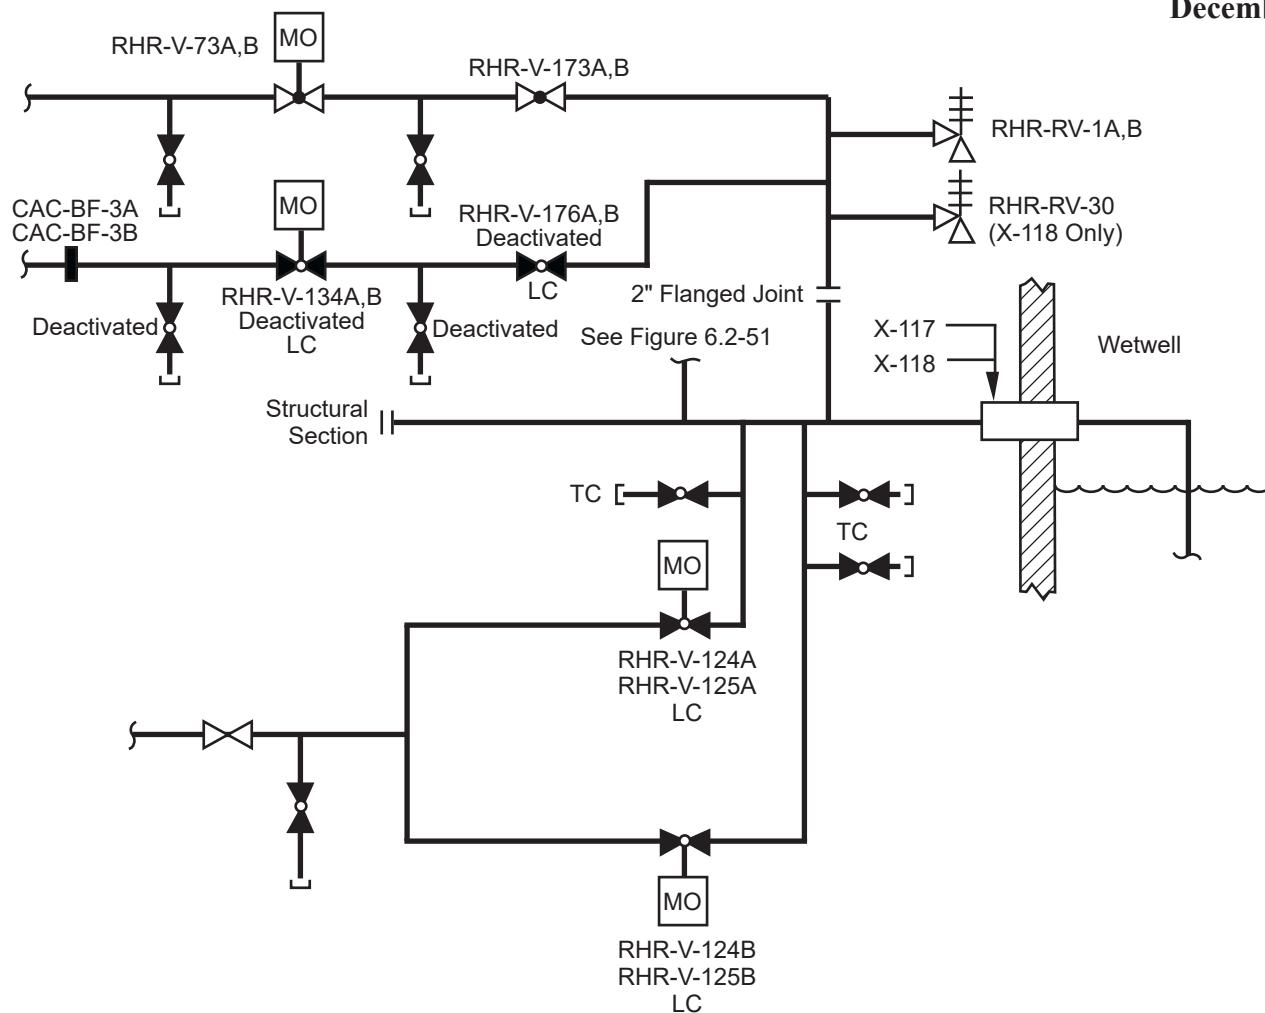 Decemb
RHR-V-73A,B
MO
RHR-V-173A,B
RHR-RV-1A,B
CAC-BF-3A
CAC-BF-3B
MO
RHR-V-176A,B
Deactivated
RHR-RV-30
(X-118 Only)
RHR-V-134A,B
Deactivated
LC
LC
2" Flanged Joint
Deactivated
Deactivated
See Figure 6.2-51
X-117
X-118
Wetwell
Structural
Section
TC
TC
MO
RHR-V-124A
RHR-V-125A
LC
MO
RHR-V-124B
RHR-V-125B
LC